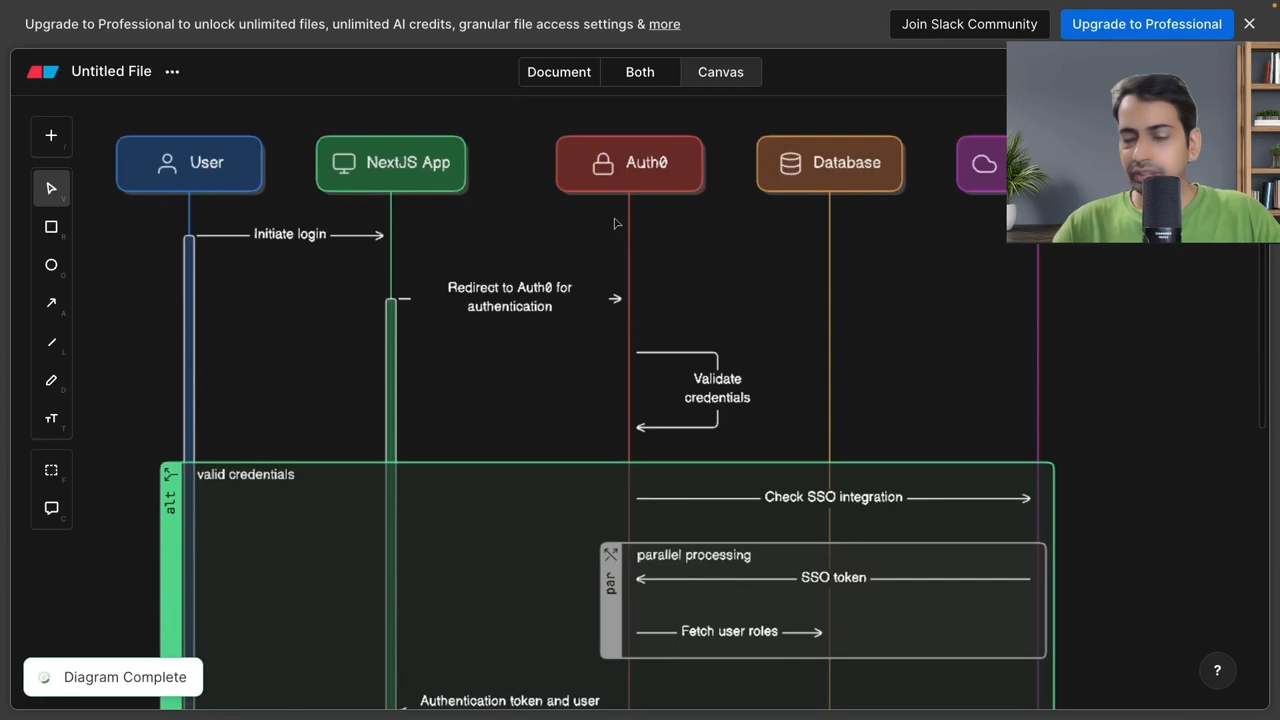 Upgrade to Professional to unlock unlimited files, unlimited AI credits, granular file access settings & more
Join Slack Community
Upgrade to Professional
Untitled File
Document
Both
Canvas
User
NextJS App
Auth0
Database
Initiate login
Redirect to Auth0 for
authentication
Validate
credentials
alt
valid credentials
Check SSO integration
par
parallel processing
SSO token
Fetch user roles
Authentication token and user
Diagram Complete
?
/
V
R
O
A
L
D
T
F
C